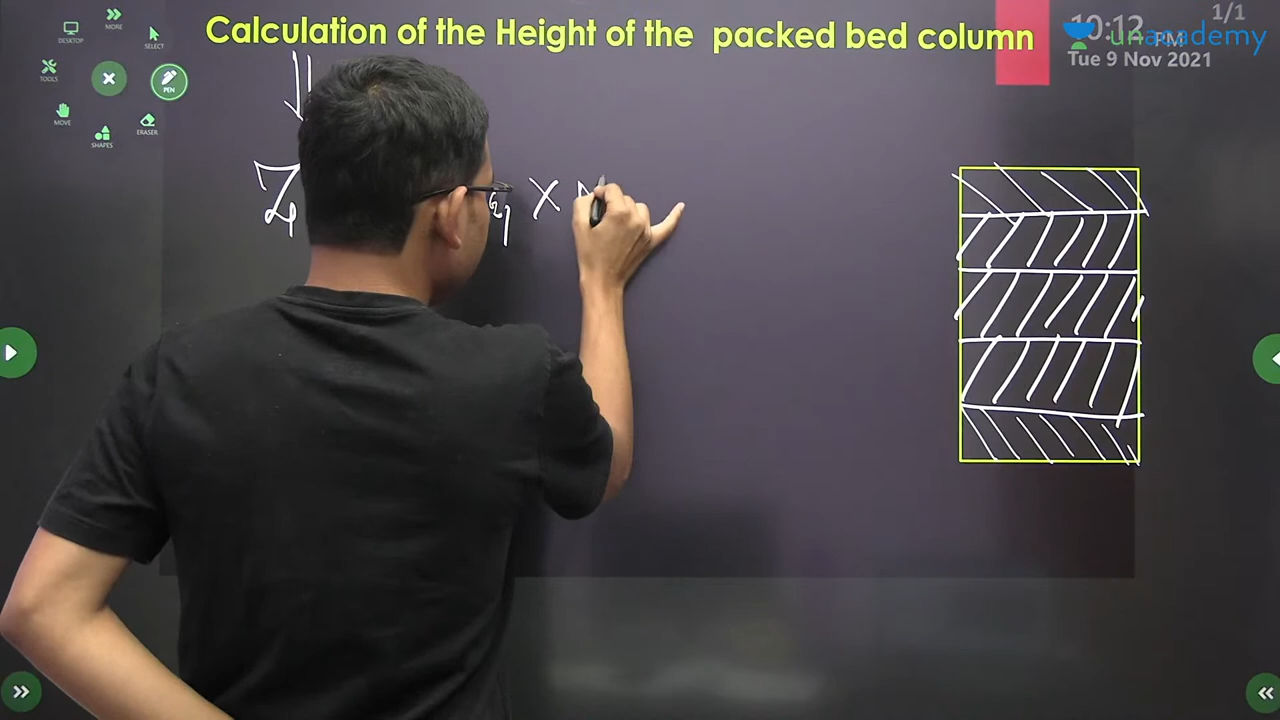 Calculation of the Height of the packed bed column
1/1
10:12 PM
unacademy
Tue 9 Nov 2021
MORE
DESKTOP
SELECT
TOOLS
PEN
MOVE
SHAPES
ERASER
Z
X